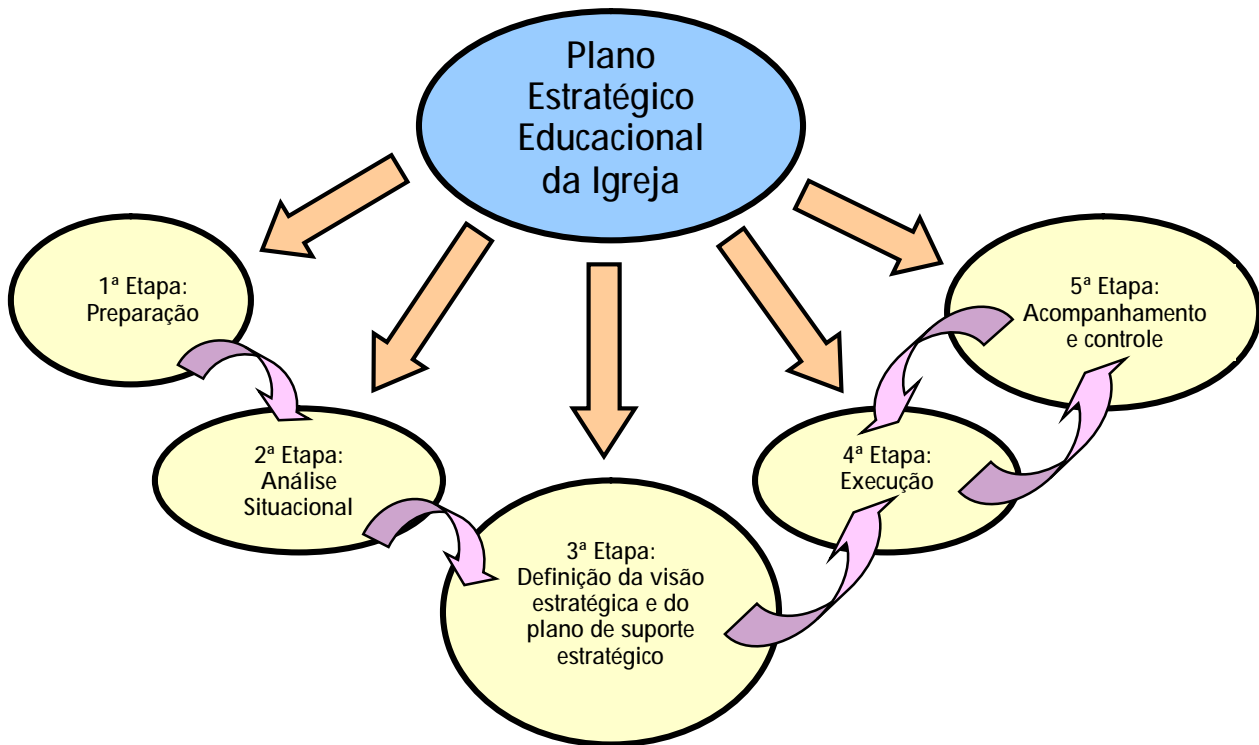 Plano
Estratégico
Educacional
da Igreja
1ª Etapa:
Preparação
2ª Etapa:
Análise
Situacional
3ª Etapa:
Definição da visão
estratégica e do
plano de suporte
estratégico
4ª Etapa:
Execução
5ª Etapa:
Acompanhamento
e controle